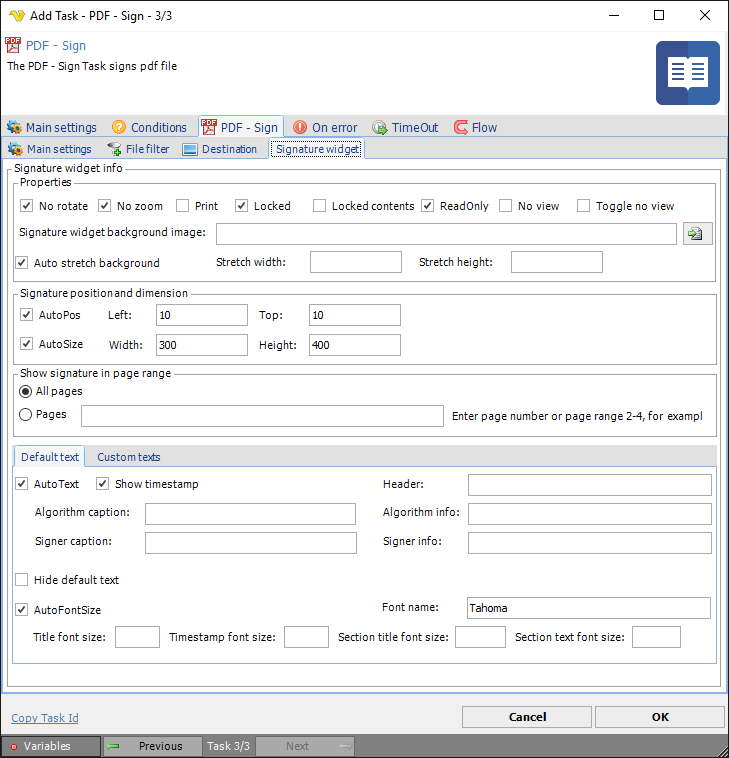 Add Task - PDF - Sign - 3/3
PDF - Sign
The PDF - Sign Task signs pdf file
Main settings Conditions PDF - Sign On error TimeOut Flow
Main settings File filter Destination Signature widget
Signature widget info
Properties
No rotate No zoom Print Locked Locked contents ReadOnly No view Toggle no view
Signature widget background image:
Auto stretch background Stretch width: Stretch height:
Signature position and dimension
AutoPos Left: 10 Top: 10
AutoSize Width: 300 Height: 400
Show signature in page range
All pages
Pages Enter page number or page range 2-4, for exampl
Default text Custom texts
AutoText Show timestamp Header:
Algorithm caption: Algorithm info:
Signer caption: Signer info:
Hide default text
AutoFontSize Font name: Tahoma
Title font size: Timestamp font size: Section title font size: Section text font size:
Copy Task Id Cancel OK
Variables Previous Task 3/3 Next